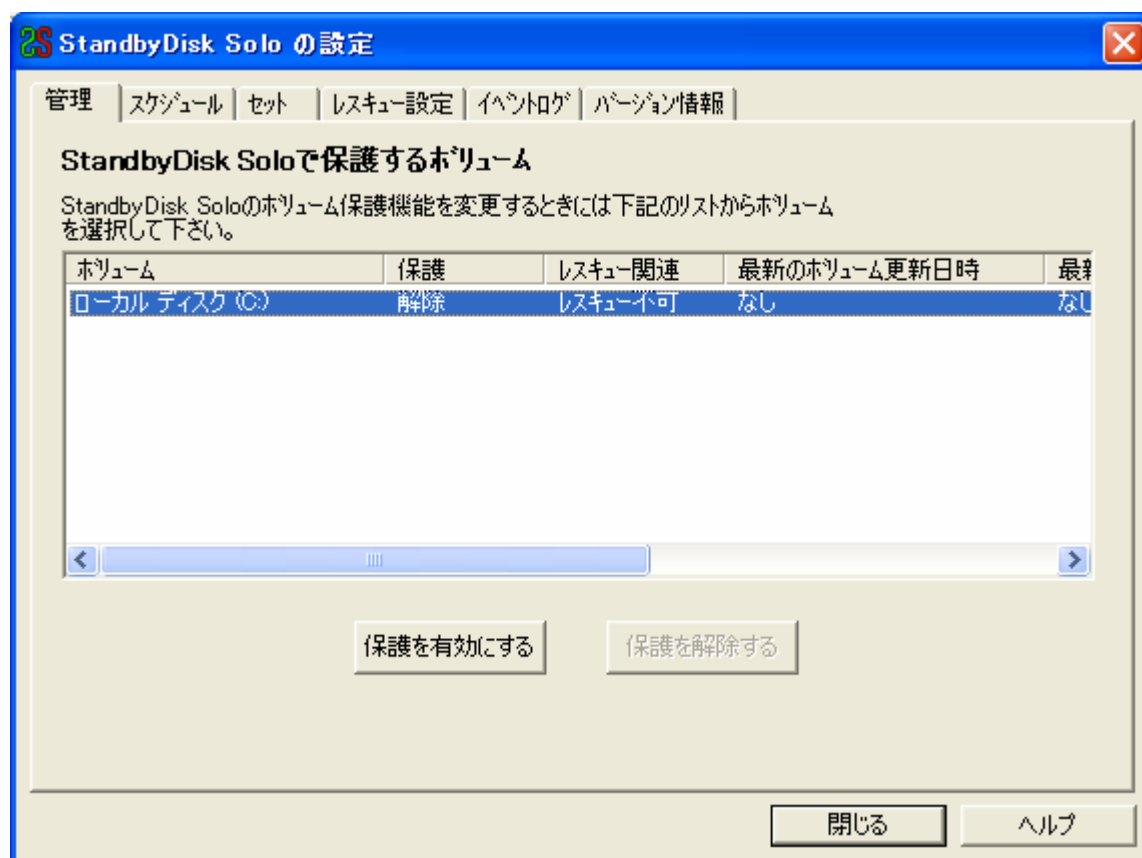 StandbyDisk Solo の設定
管理 スケジュール セット レスキュー設定 イベントログ バージョン情報
StandbyDisk Soloで保護するボリューム
StandbyDisk Soloのボリューム保護機能を変更するときには下記のリストからボリューム
を選択して下さい。
ボリューム 保護 レスキュー関連 最新のボリューム更新日時 最新
ローカル ディスク (C:) 解除 レスキュー不可 なし なし
保護を有効にする 保護を解除する
閉じる ヘルプ